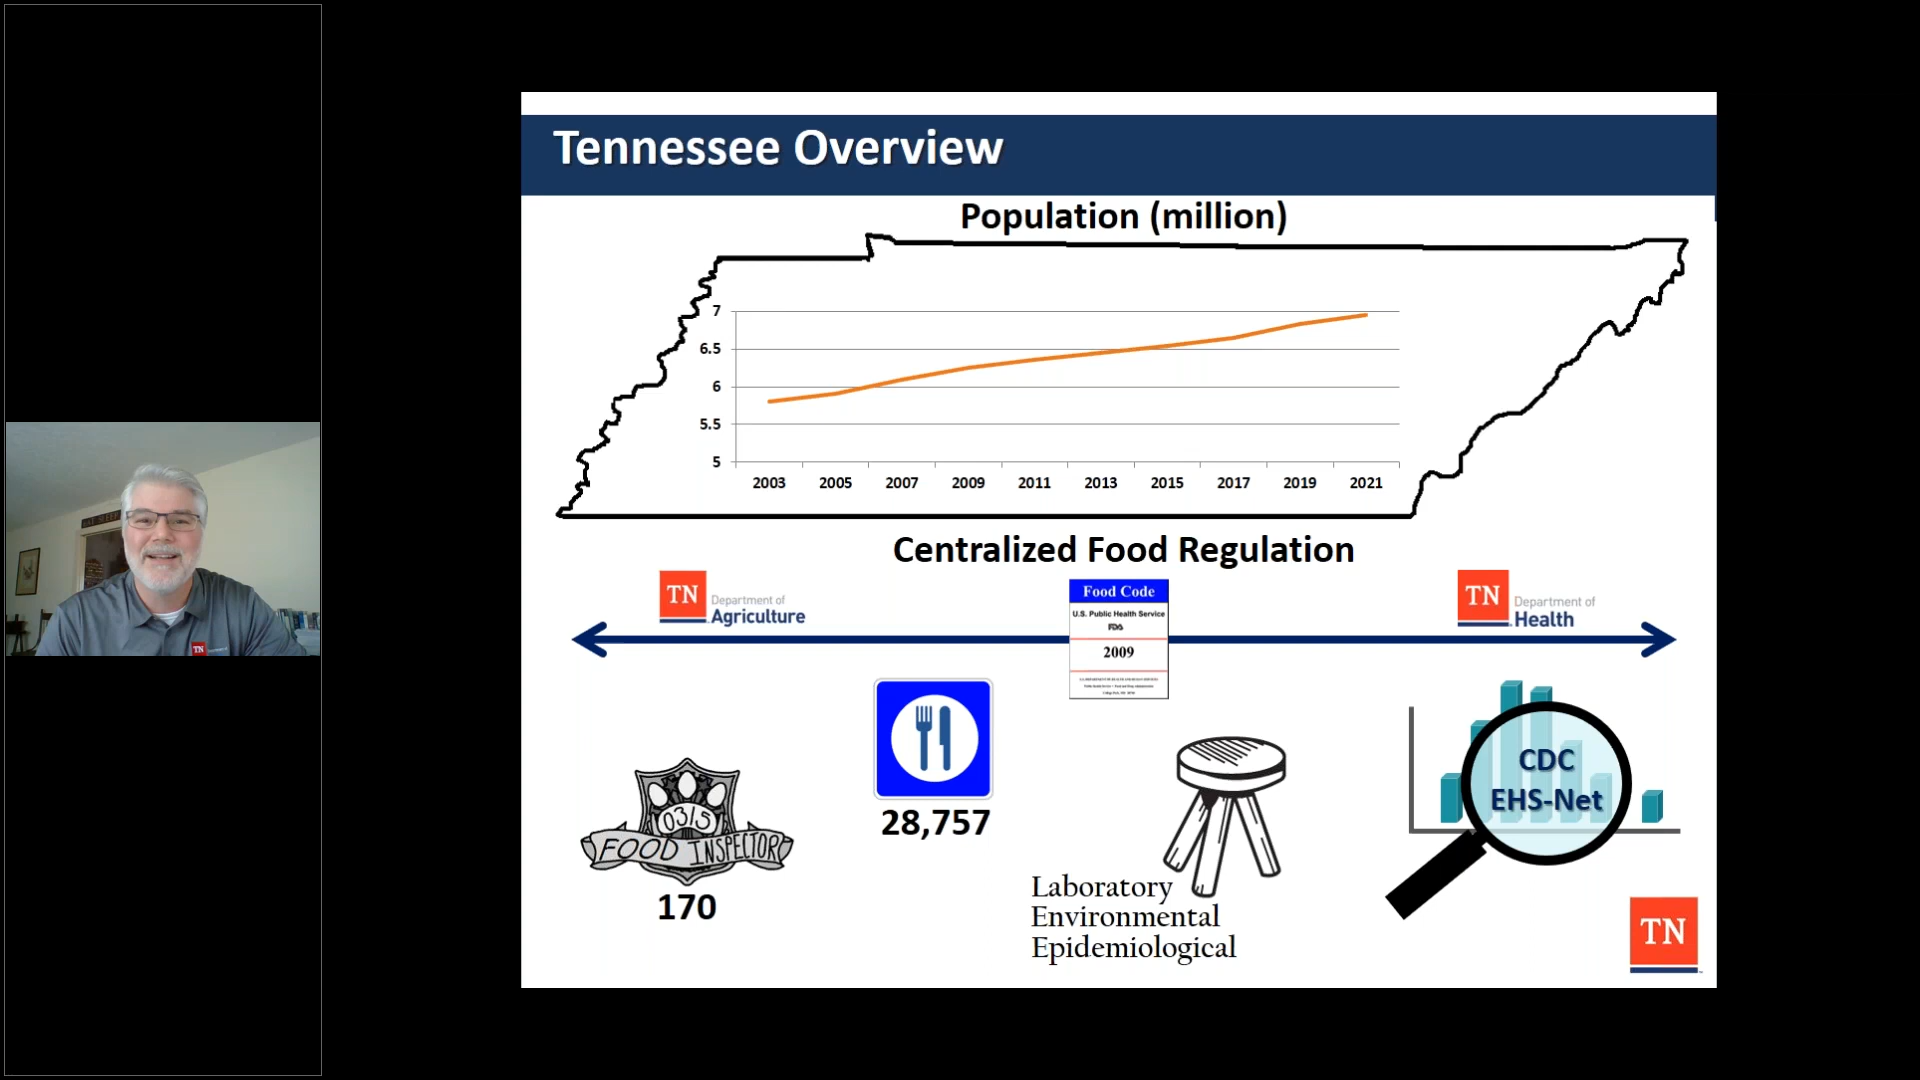 Tennessee Overview
Population (million)
7
6.5
6
5.5
5
2003 2005 2007 2009 2011 2013 2015 2017 2019 2021
Centralized Food Regulation
TN Department of
Agriculture
Food Code
U.S. Public Health Service
FDA
2009
TN Department of
Health
0315
FOOD INSPECTOR
170
28,757
Laboratory
Environmental
Epidemiological
CDC
EHS-Net
TN
TN